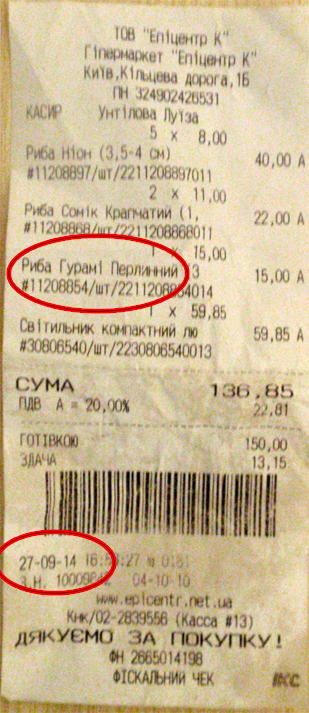 ТОВ "Епіцентр К"
Гіпермаркет "Епіцентр К"
Київ,Кільцева дорога,1Б
ПН 324902426531
КАСИР Унтілова Луїза
5 X 8,00
Риба Ніон (3,5-4 см) 40,00 А
#11208897/шт/2211208897011
2 X 11,00
Риба Сомік Крапчатий (1, 22,00 А
#11208868/шт/2211208868011
1 X 15,00
Риба Гурамі Перлинний 3 15,00 А
#11208854/шт/2211208854014
1 X 59,85
Світильник компактний лю 59,85 А
#30806540/шт/2230806540013
СУМА 136,85
ПДВ А = 20,00% 22,81
ГОТІВКОЮ 150,00
ЗДАЧА 13,15
27-09-14
З.Н. 04-10-10
www.epicentr.net.ua
Кнк/02-2839556 (Касса #13)
ДЯКУЄМО ЗА ПОКУПКУ!
ФН 2665014198
ФІСКАЛЬНИЙ ЧЕК